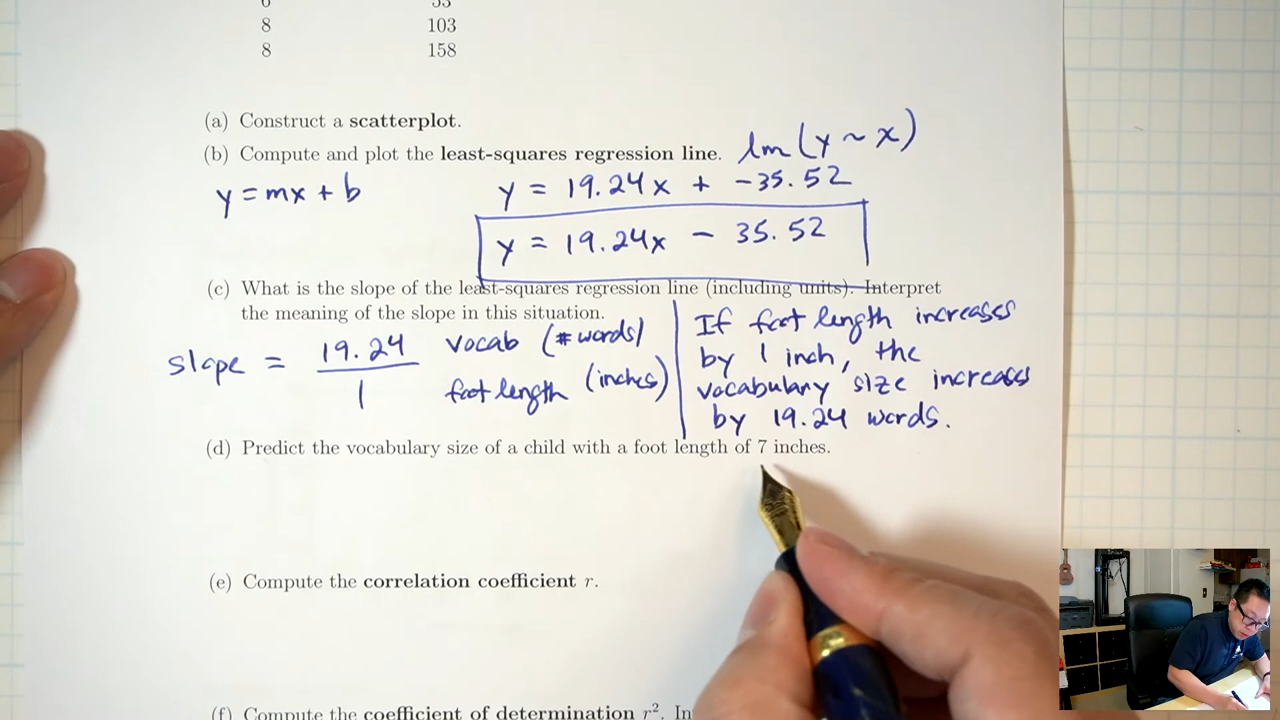 8 103
8 158
(a) Construct a scatterplot.
(b) Compute and plot the least-squares regression line. lm(y ~ x)
y = mx + b
y = 19.24x + -35.52
y = 19.24x - 35.52
(c) What is the slope of the least-squares regression line (including units). Interpret
the meaning of the slope in this situation.
slope = 19.24 / 1
vocab (#words)
foot length (inches)
If foot length increases
by 1 inch, the
vocabulary size increases
by 19.24 words.
(d) Predict the vocabulary size of a child with a foot length of 7 inches.
(e) Compute the correlation coefficient r.
(f) Compute the coefficient of determination r². In